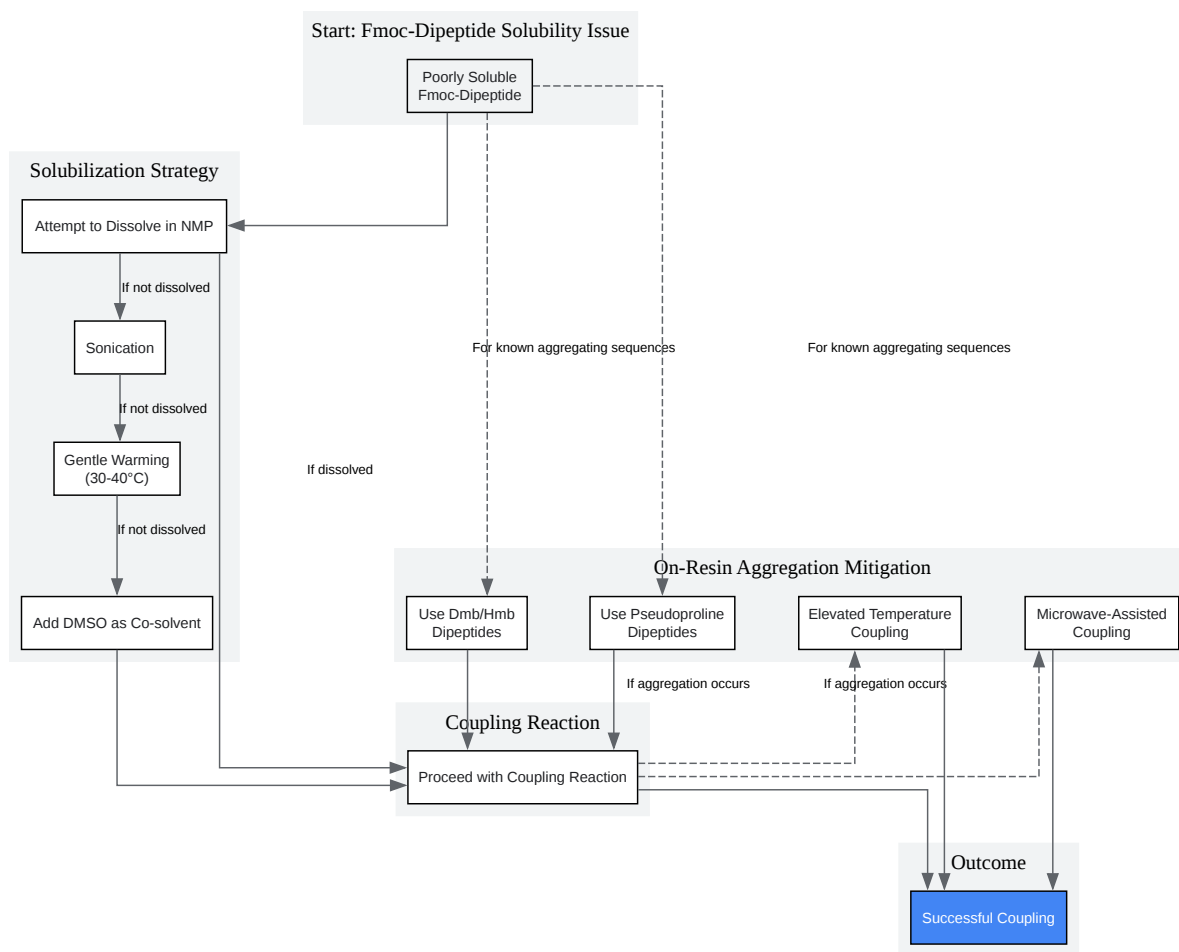 Start: Fmoc-Dipeptide Solubility Issue
Poorly Soluble
Fmoc-Dipeptide
Solubilization Strategy
Attempt to Dissolve in NMP
If not dissolved
Sonication
For known aggregating sequences
For known aggregating sequences
If not dissolved
Gentle Warming
(30-40°C)
If dissolved
If not dissolved
On-Resin Aggregation Mitigation
Add DMSO as Co-solvent
Use Dmb/Hmb
Dipeptides
Use Pseudoproline
Dipeptides
Elevated Temperature
Coupling
Microwave-Assisted
Coupling
If aggregation occurs
If aggregation occurs
Coupling Reaction
Proceed with Coupling Reaction
Outcome
Successful Coupling